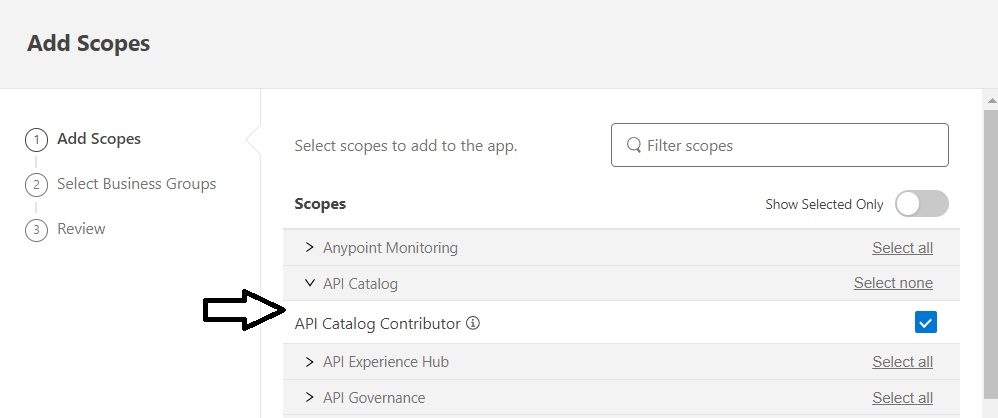 Add Scopes
1 Add Scopes
2 Select Business Groups
3 Review
Select scopes to add to the app.
Filter scopes
Scopes
Show Selected Only
Anypoint Monitoring Select all
API Catalog Select none
API Catalog Contributor
API Experience Hub Select all
API Governance Select all